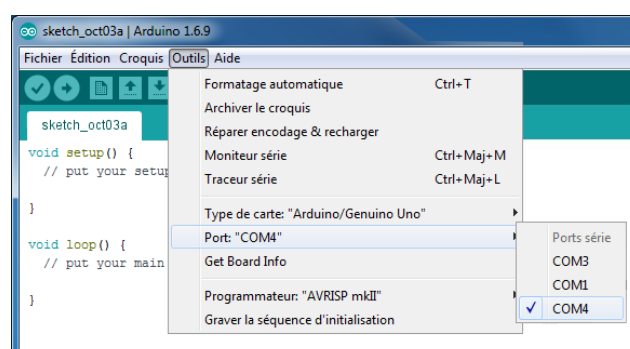 sketch_oct03a | Arduino 1.6.9
Fichier Édition Croquis Outils Aide
sketch_oct03a
void setup() {
// put your setup
}
void loop() {
// put your main
}
Formatage automatique Ctrl+T
Archiver le croquis
Réparer encodage & recharger
Moniteur série Ctrl+Maj+M
Traceur série Ctrl+Maj+L
Type de carte: "Arduino/Genuino Uno"
Port: "COM4"
Get Board Info
Programmateur: "AVRISP mkII"
Graver la séquence d'initialisation
Ports série
COM3
COM1
COM4